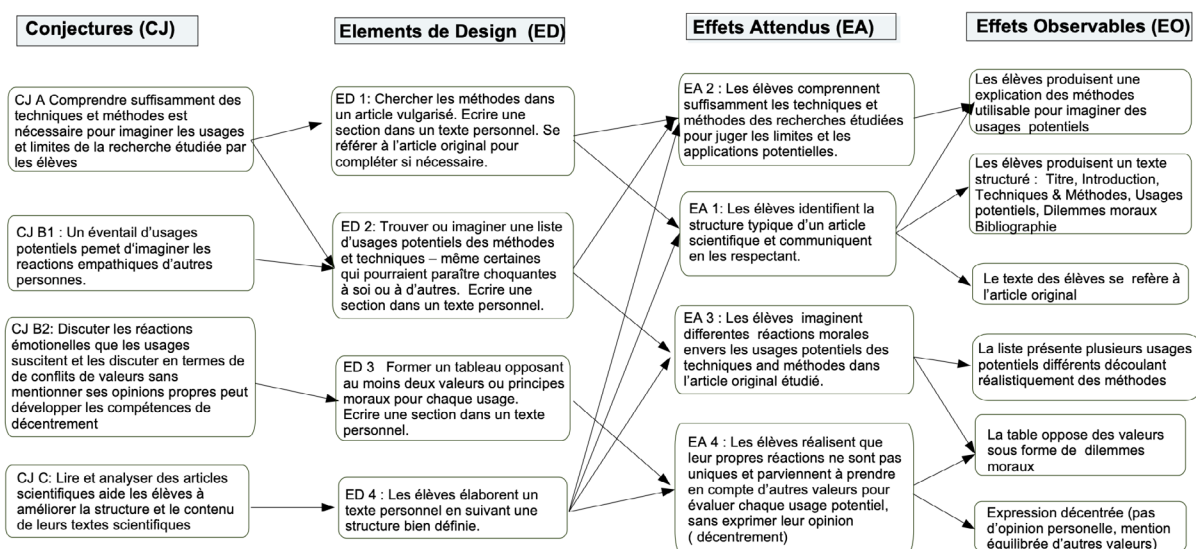 Conjectures (CJ)
CJ A Comprendre suffisamment des
techniques et méthodes est
nécessaire pour imaginer les usages
et limites de la recherche étudiée par
les élèves
CJ B1 : Un éventail d'usages
potentiels pemet d'imaginer les
reactions empathiques d'autres
personnes.
CJ B2: Discuter les réactions
émotionelles que les usages
suscitent et les discuter en termes de
de conflits de valeurs sans
mentionner ses opinions propres peut
développer les compétences de
décentrement
CJ C: Lire et analyser des articles
scientifiques aide les élèves à
améliorer la structure et le contenu
de leurs textes scientifiques
Elements de Design (ED)
ED 1: Chercher les méthodes dans
un article vulgarisé. Ecrire une
section dans un texte personnel. Se
référer à l'article original pour
compléter si nécessaire.
ED 2: Trouver ou imaginer une liste
d'usages potentiels des méthodes
et techniques – même certaines
qui pourraient paraître choquantes
à soi ou à d'autres. Ecrire une
section dans un texte personnel.
ED 3 Former un tableau opposant
au moins deux valeurs ou principes
moraux pour chaque usage.
Ecrire une section dans un texte
personnel.
ED 4 : Les élèves élaborent un
texte personnel en suivant une
structure bien définie.
Effets Attendus (EA)
EA 2 : Les élèves comprennent
suffisamment les techniques et
méthodes des recherches étudiées
pour juger les limites et les
applications potentielles.
EA 1: Les élèves identifient la
structure typique d'un article
scientifique et communiquent
en les respectant.
EA 3 : Les élèves imaginent
differentes réactions morales
envers les usages potentiels des
techniques and méthodes dans
l'article original étudié.
EA 4 : Les élèves réalisent que
leur propres réactions ne sont pas
uniques et parviennent à prendre
en compte d'autres valeurs pour
évaluer chaque usage potentiel,
sans exprimer leur opinion
( décentrement)
Effets Observables (EO)
Les élèves produisent une
explication des méthodes
utilisable pour imaginer des
usages potentiels
Les élèves produisent un texte
structuré : Titre, Introduction,
Techniques & Méthodes, Usages
potentiels, Dilemmes moraux
Bibliographie
Le texte des élèves se refère à
l'article original
La liste présente plusieurs usages
potentiels différents découlant
réalistiquement des méthodes
La table oppose des valeurs
sous forme de dilemmes
moraux
Expression décentrée (pas
d'opinion personelle, mention
équilibrée d'autres valeurs)